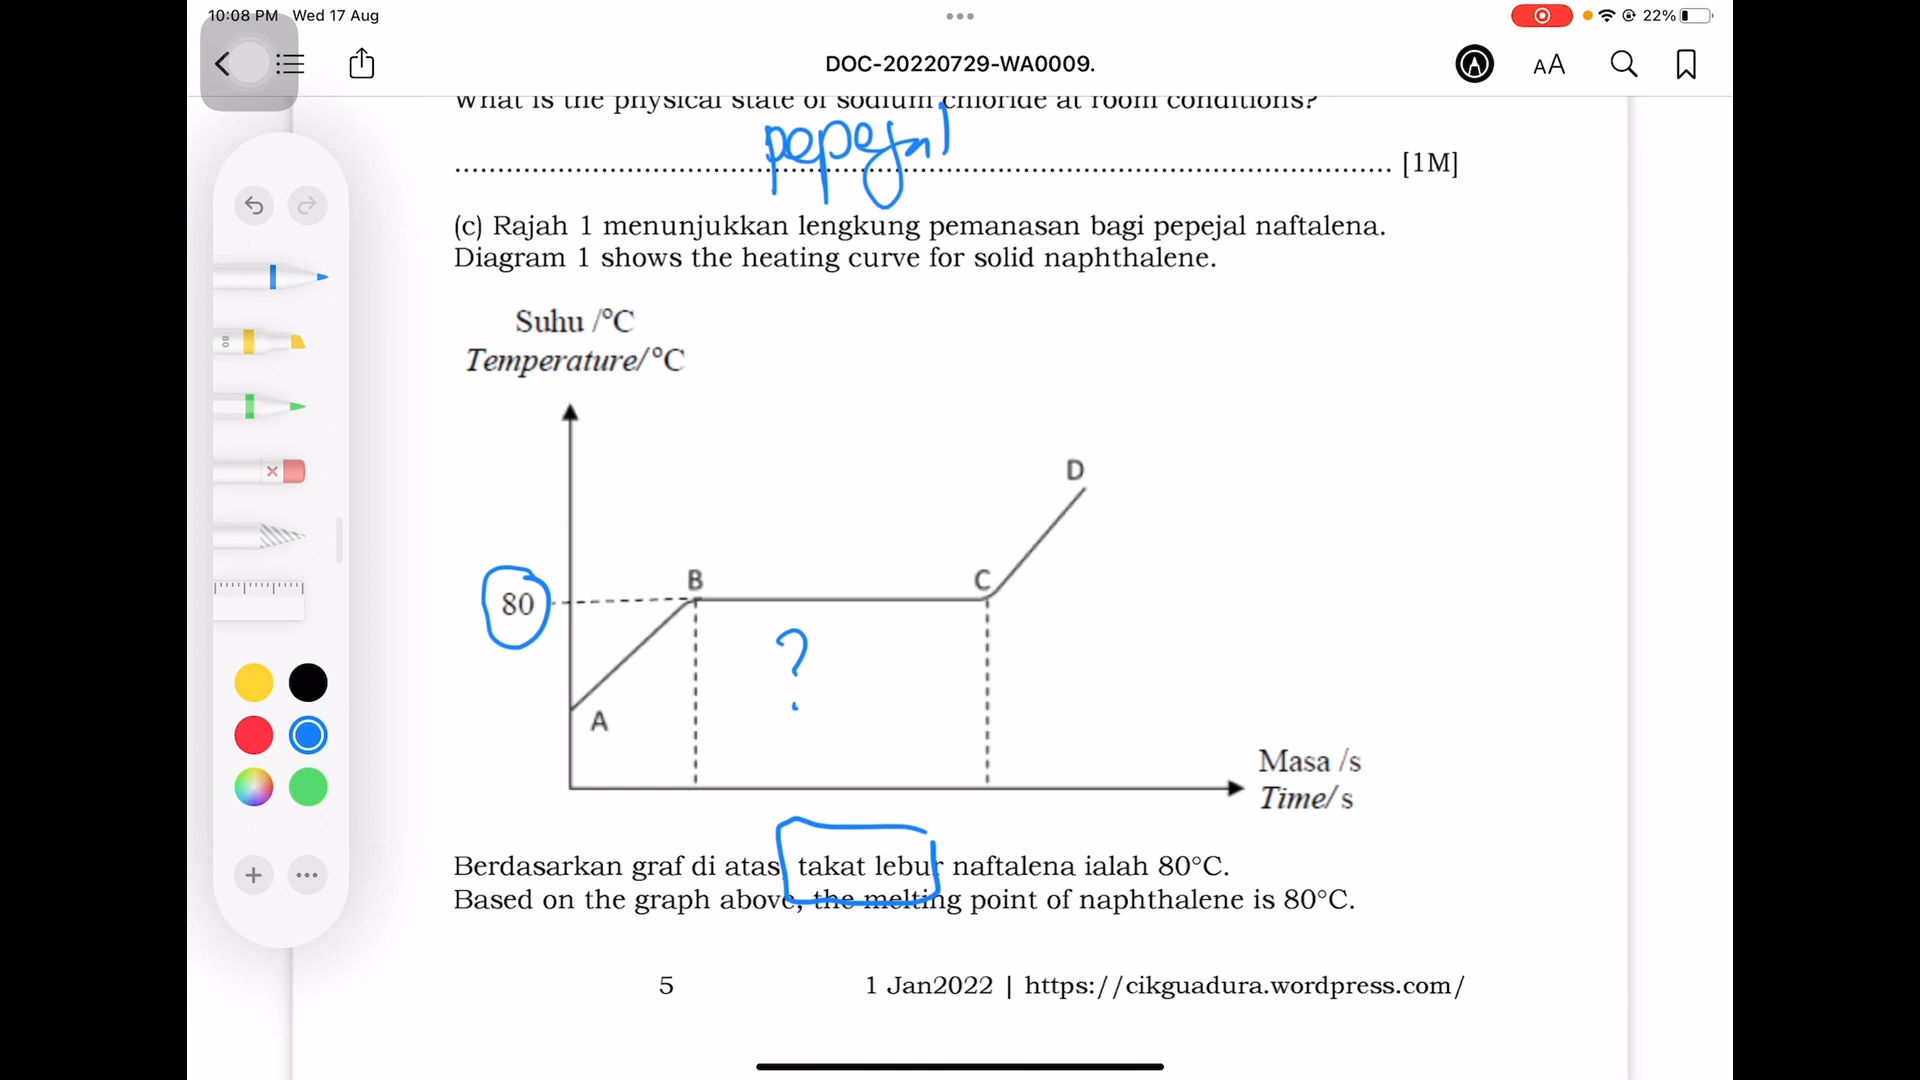 10:08 PM Wed 17 Aug
22%
DOC-20220729-WA0009.
AA
What is the physical state of sodium chloride at room conditions?
pepejal
[1M]
(c) Rajah 1 menunjukkan lengkung pemanasan bagi pepejal naftalena.
Diagram 1 shows the heating curve for solid naphthalene.
Suhu /°C
Temperature/°C
80
D
B
C
80
?
A
Masa /s
Time/s
Berdasarkan graf di atas, takat lebur naftalena ialah 80°C.
Based on the graph above, the melting point of naphthalene is 80°C.
5 1 Jan2022 | https://cikguadura.wordpress.com/